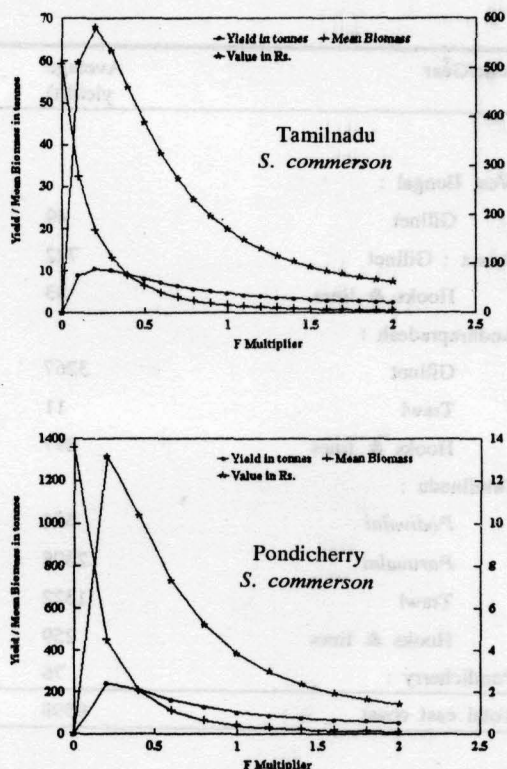 70 600
Yield in tonnes Mean Biomass
Value in Rs.
60 500
50 400
40 300
30 200
20 100
10 0
0
Yield / Mean Biomass in tonnes
Tamilnadu
S. commerson
0 0.5 1 1.5 2 2.5
F Multiplier
1400 14
Yield in tonnes Mean Biomass
Value in Rs.
1200 12
1000 10
800 8
600 6
400 4
200 2
0 0
Yield / Mean Biomass in tonnes
Pondicherry
S. commerson
0 0.5 1 1.5 2 2.5
F Multiplier